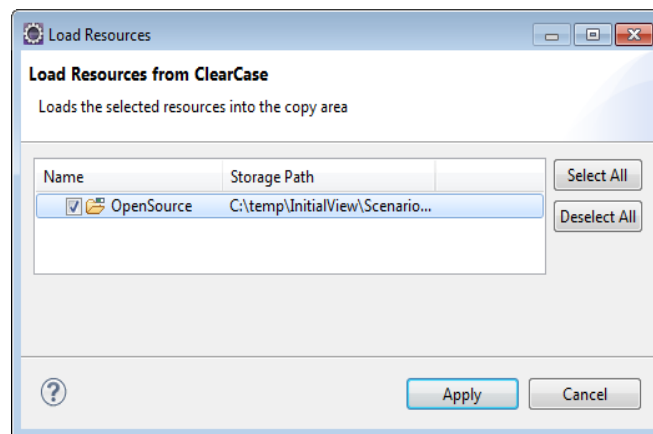 Load Resources
Load Resources from ClearCase
Loads the selected resources into the copy area
Name Storage Path
OpenSource C:\temp\InitialView\Scenario...
Select All
Deselect All
? Apply Cancel